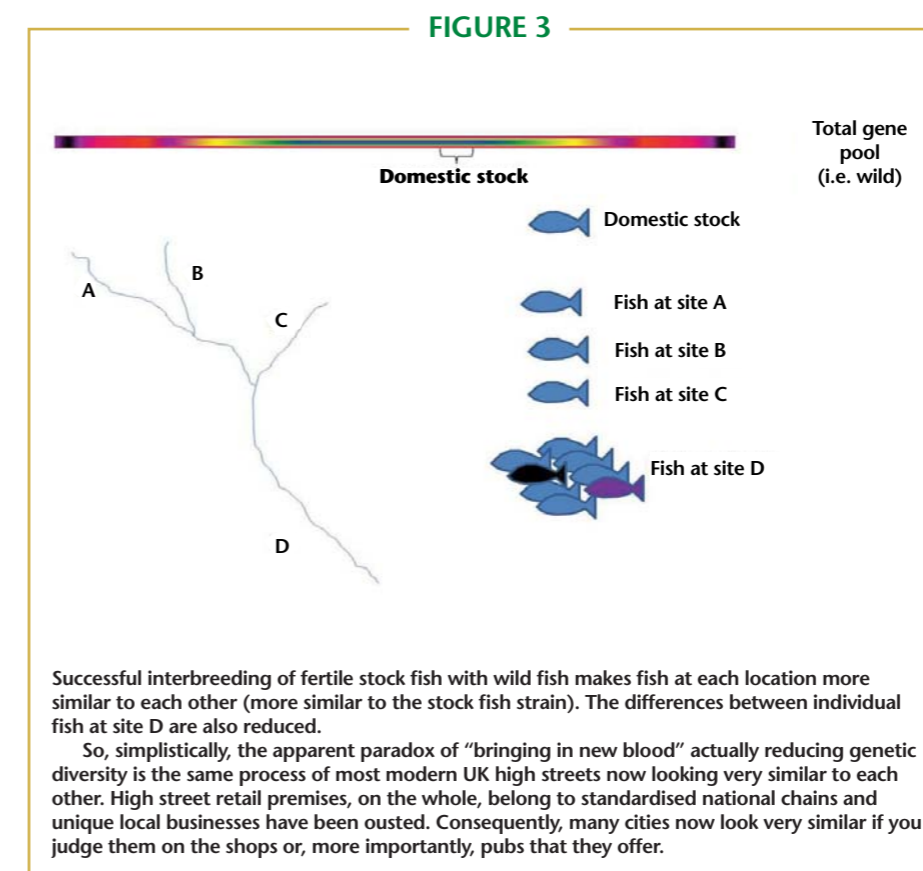 FIGURE 3
Total gene
pool
(i.e. wild)
Domestic stock
Domestic stock
A
B
C
D
Fish at site A
Fish at site B
Fish at site C
Fish at site D
Successful interbreeding of fertile stock fish with wild fish makes fish at each location more
similar to each other (more similar to the stock fish strain). The differences between individual
fish at site D are also reduced.
So, simplistically, the apparent paradox of “bringing in new blood” actually reducing genetic
diversity is the same process of most modern UK high streets now looking very similar to each
other. High street retail premises, on the whole, belong to standardised national chains and
unique local businesses have been ousted. Consequently, many cities now look very similar if you
judge them on the shops or, more importantly, pubs that they offer.